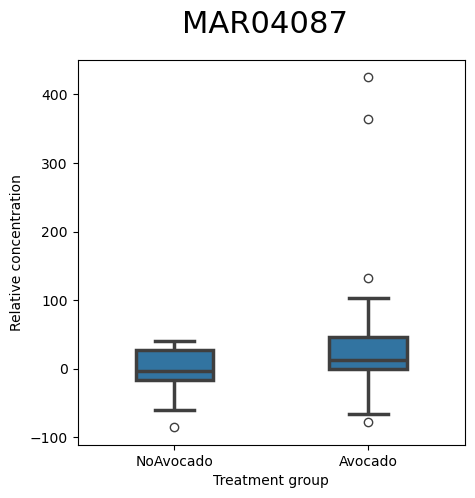 MAR04087
400
300
200
100
0
−100
Relative concentration
NoAvocado
Avocado
Treatment group